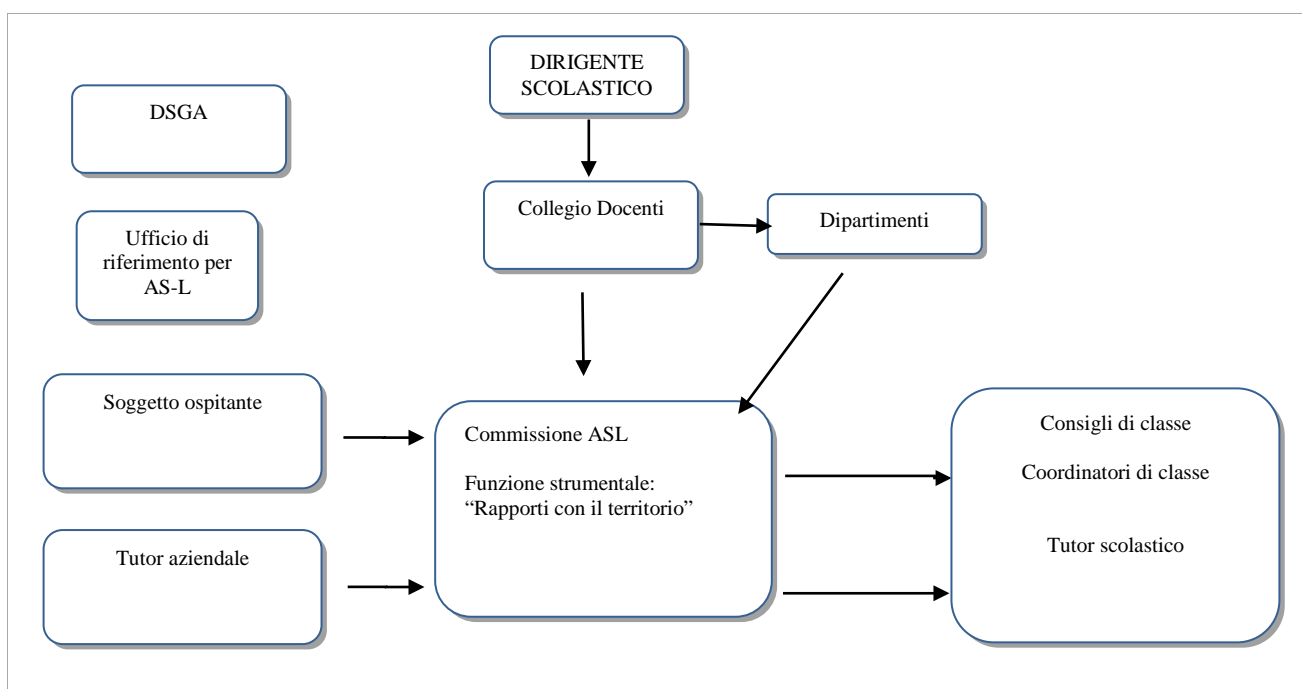 DIRIGENTE
SCOLASTICO
DSGA
Collegio Docenti
Dipartimenti
Ufficio di
riferimento per
AS-L
Soggetto ospitante
Commissione ASL
Funzione strumentale:
“Rapporti con il territorio”
Consigli di classe
Coordinatori di classe
Tutor scolastico
Tutor aziendale